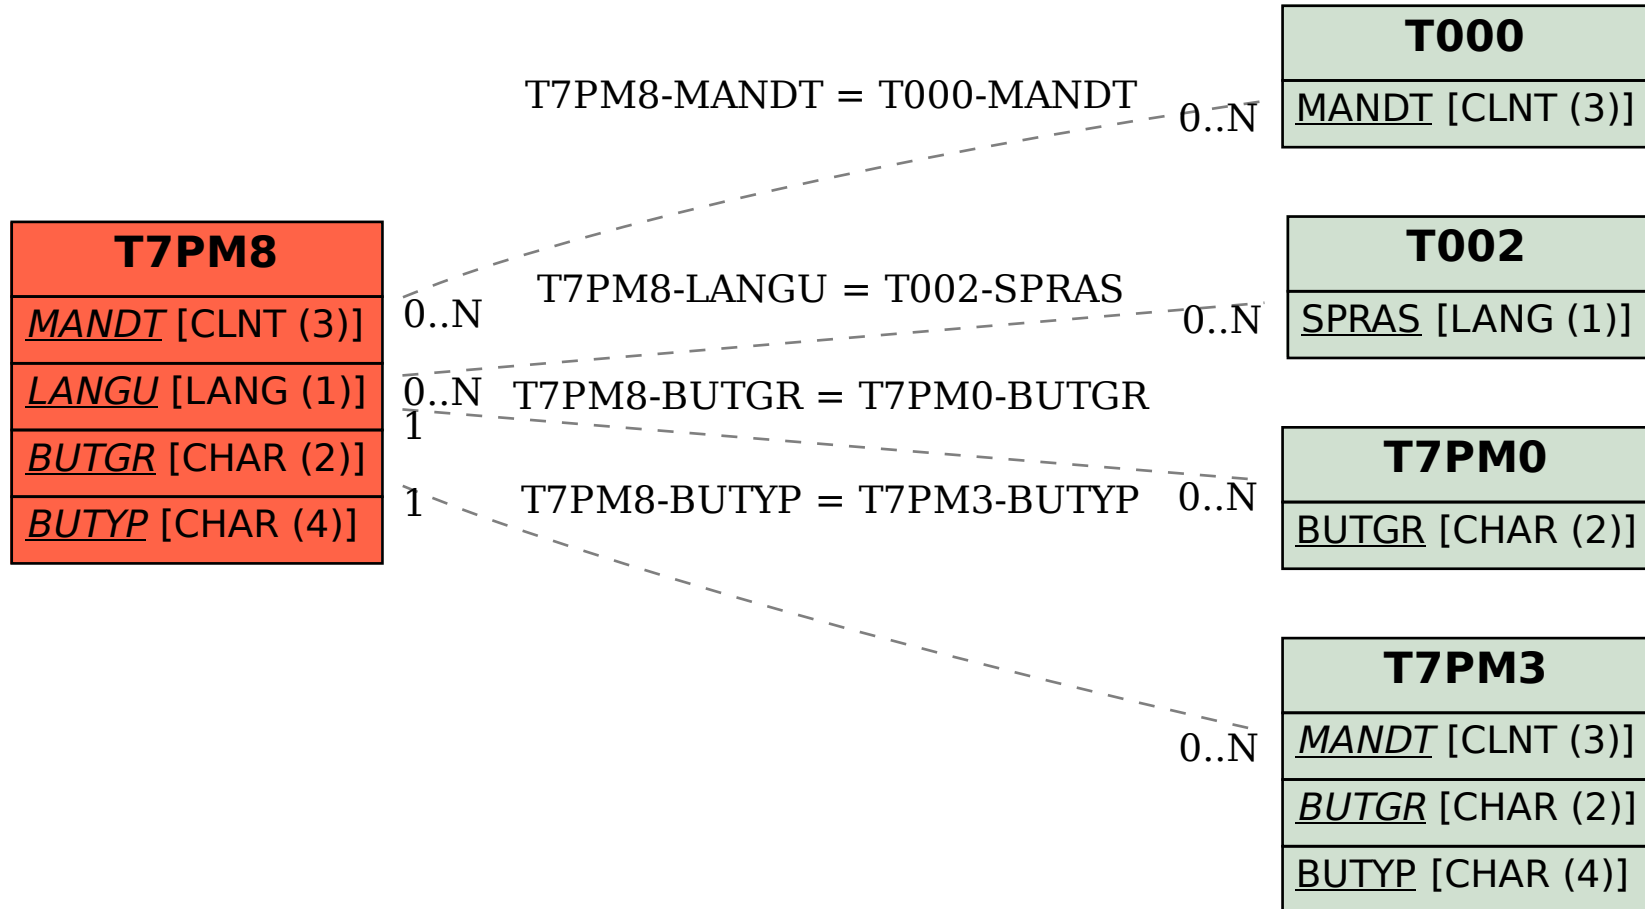 T000
MANDT [CLNT (3)]
T7PM8-MANDT = T000-MANDT
0..N
T7PM8
MANDT [CLNT (3)]
LANGU [LANG (1)]
BUTGR [CHAR (2)]
BUTYP [CHAR (4)]
0..N
T7PM8-LANGU = T002-SPRAS
0..N
T002
SPRAS [LANG (1)]
0..N
1
T7PM8-BUTGR = T7PM0-BUTGR
0..N
T7PM0
BUTGR [CHAR (2)]
1
T7PM8-BUTYP = T7PM3-BUTYP
0..N
T7PM3
MANDT [CLNT (3)]
BUTGR [CHAR (2)]
BUTYP [CHAR (4)]